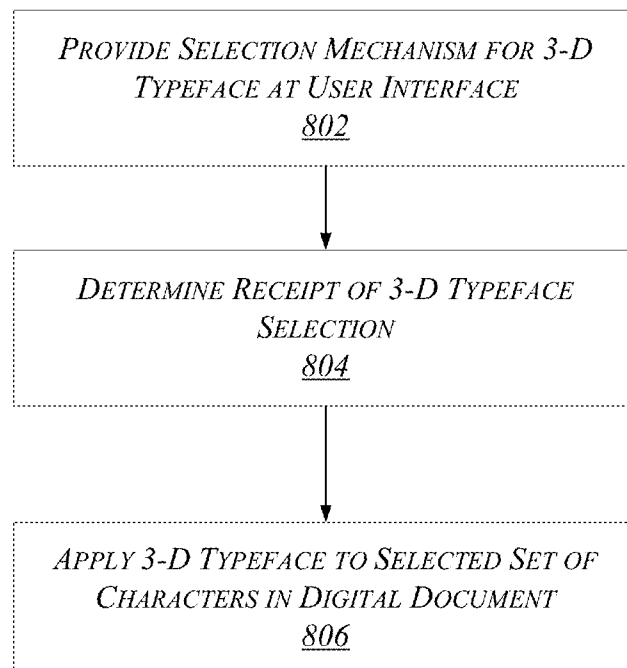 PROVIDE SELECTION MECHANISM FOR 3-D
TYPEFACE AT USER INTERFACE
802
DETERMINE RECEIPT OF 3-D TYPEFACE
SELECTION
804
APPLY 3-D TYPEFACE TO SELECTED SET OF
CHARACTERS IN DIGITAL DOCUMENT
806